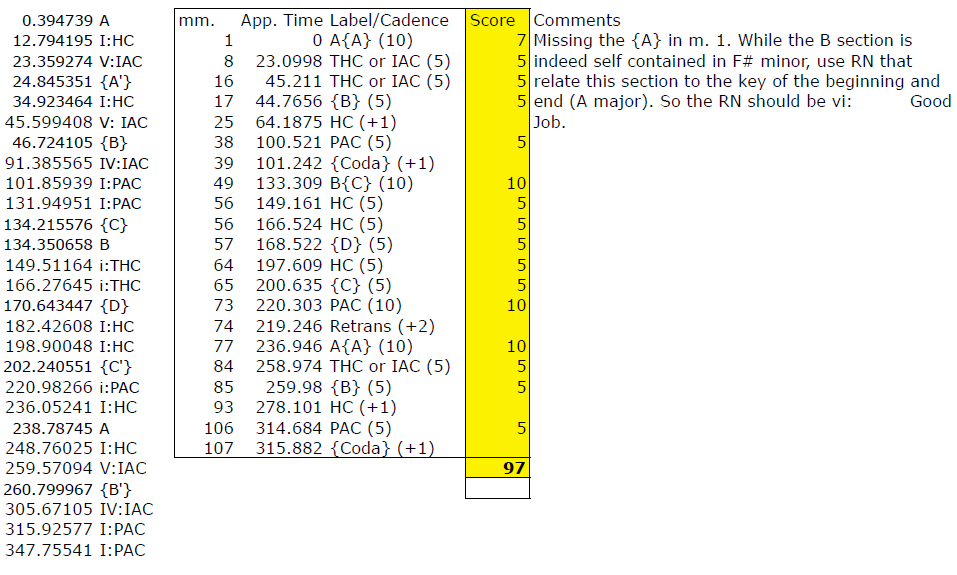 0.394739 A
12.794195 I:HC
23.359274 V:IAC
24.845351 {A'}
34.923464 I:HC
45.599408 V: IAC
46.724105 {B}
91.385565 IV:IAC
101.85939 I:PAC
131.94951 I:PAC
134.215576 {C}
134.350658 B
149.51164 i:THC
166.27645 i:THC
170.643447 {D}
182.42608 I:HC
198.90048 I:HC
202.240551 {C'}
220.98266 i:PAC
236.05241 I:HC
238.78745 A
248.76025 I:HC
259.57094 V:IAC
260.799967 {B'}
305.67105 IV:IAC
315.92577 I:PAC
347.75541 I:PAC
mm. App. Time Label/Cadence Score Comments
1 0 A{A} (10) 7 Missing the {A} in m. 1. While the B section is
8 23.0998 THC or IAC (5) 5 indeed self contained in F# minor, use RN that
16 45.211 THC or IAC (5) 5 relate this section to the key of the beginning and
17 44.7656 {B} (5) 5 end (A major). So the RN should be vi: Good
25 64.1875 HC (+1) Job.
38 100.521 PAC (5) 5
39 101.242 {Coda} (+1)
49 133.309 B{C} (10) 10
56 149.161 HC (5) 5
56 166.524 HC (5) 5
57 168.522 {D} (5) 5
64 197.609 HC (5) 5
65 200.635 {C} (5) 5
73 220.303 PAC (10) 10
74 219.246 Retrans (+2)
77 236.946 A{A} (10) 10
84 258.974 THC or IAC (5) 5
85 259.98 {B} (5) 5
93 278.101 HC (+1)
106 314.684 PAC (5) 5
107 315.882 {Coda} (+1)
97